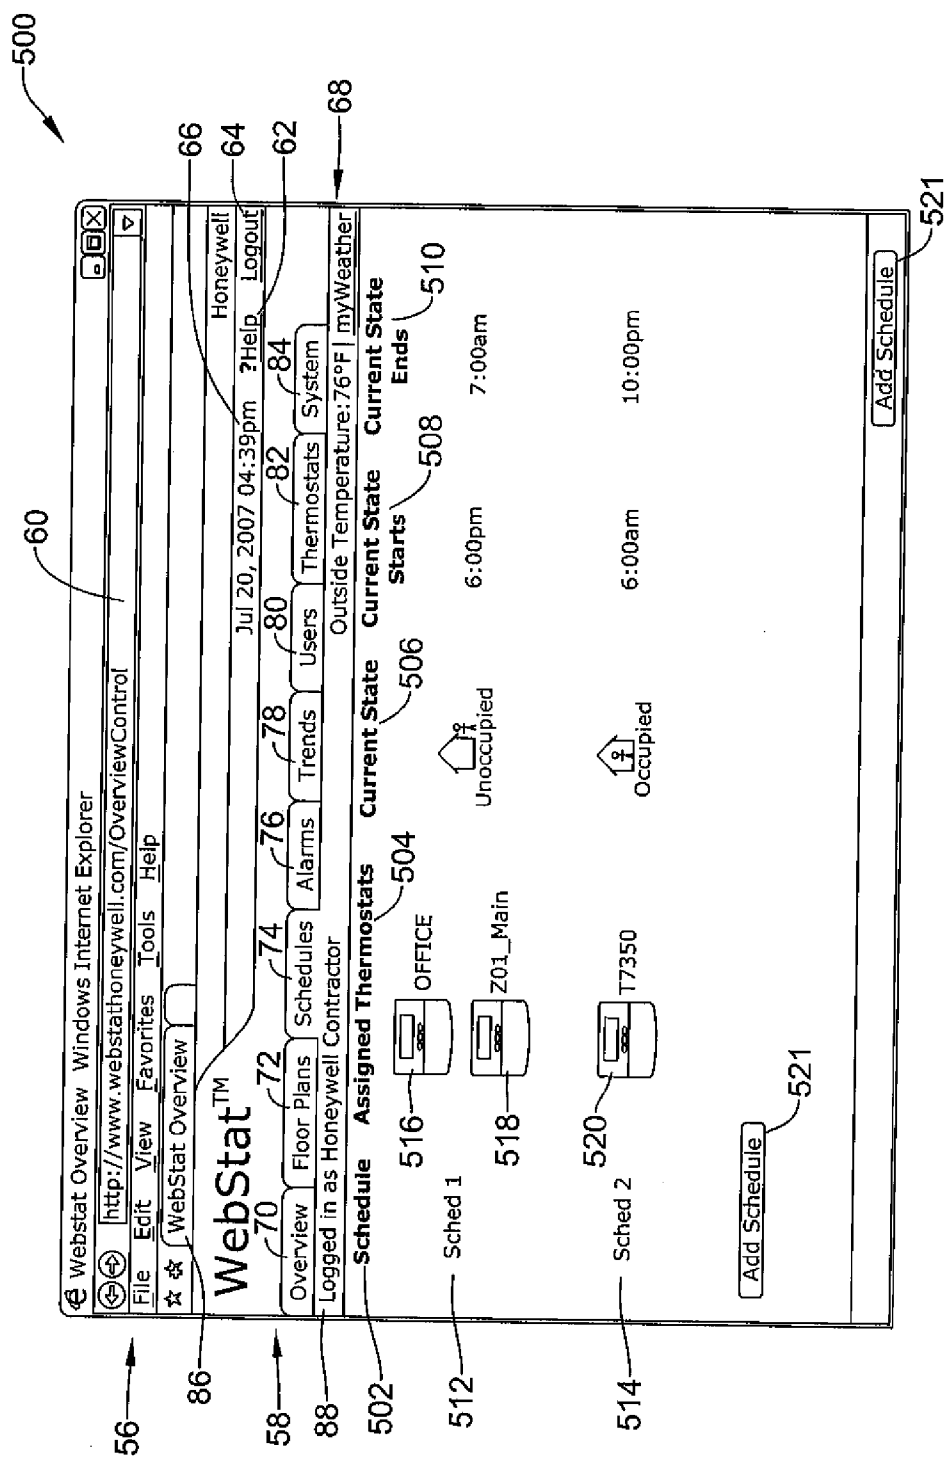 500
60
Webstat Overview Windows Internet Explorer
http://www.webstathoneywell.com/OverviewControl
56
File Edit View Favorites Tools Help
WebStat Overview
86
66
64
62
Honeywell
WebStat™
Jul 20, 2007 04:39pm ?Help Logout
58
70 72 74 76 78 80 82 84
Overview Floor Plans Schedules Alarms Trends Users Thermostats System
88
Logged in as Honeywell Contractor Outside Temperature:76°F| myWeather
68
Schedule Assigned Thermostats Current State Current State Current State
Starts Ends
502 504 506 508 510
516 OFFICE
512 Sched 1 Unoccupied 6:00pm 7:00am
518 Z01_Main
520 T7350
514 Sched 2 Occupied 6:00am 10:00pm
Add Schedule 521
Add Schedule 521